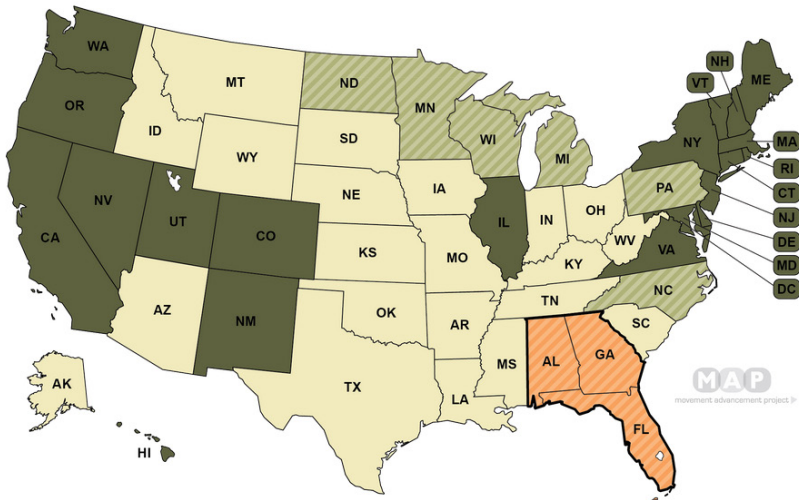 WA
OR
CA
NV
ID
MT
WY
UT
CO
AZ
NM
ND
SD
NE
KS
OK
TX
MN
IA
MO
AR
LA
WI
IL
MI
IN
OH
KY
TN
MS
AL
GA
FL
SC
NC
VA
WV
PA
NY
VT
NH
ME
MA
RI
CT
NJ
DE
MD
DC
AK
HI
MAP
movement advancement project